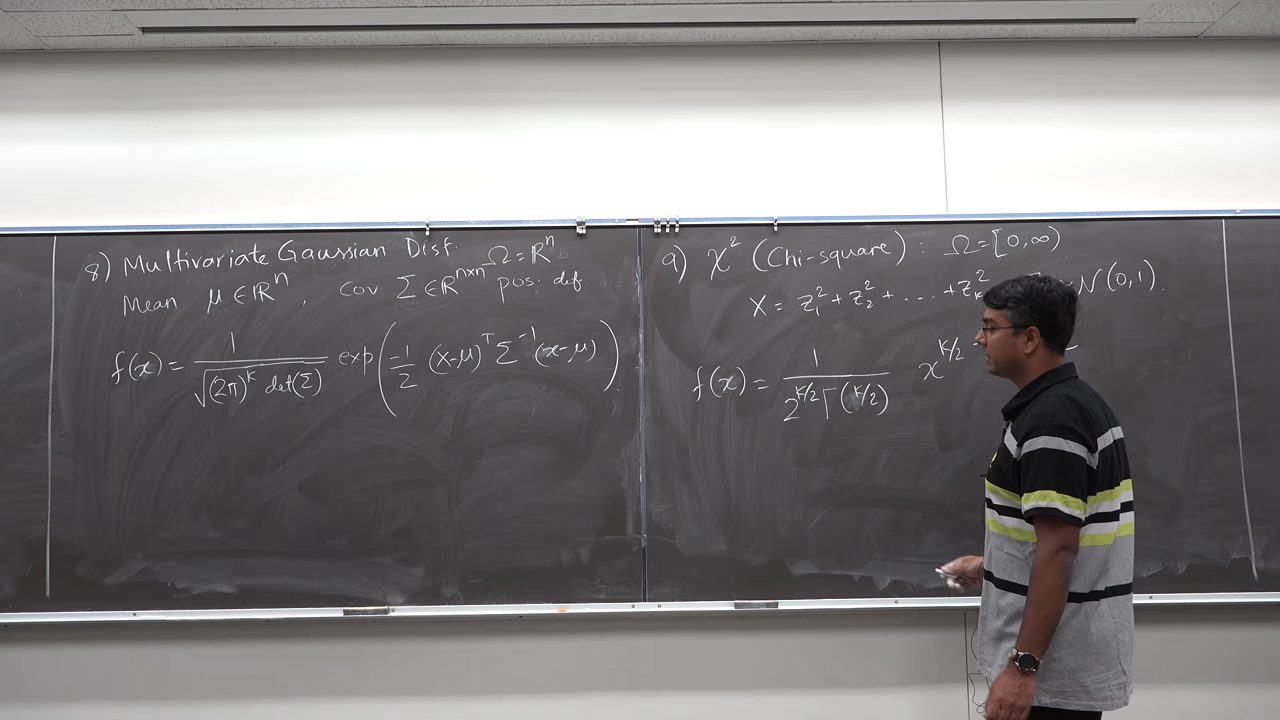 8) Multivariate Gaussian Dist. Ω = ℝⁿ
Mean μ ∈ ℝⁿ, Cov Σ ∈ ℝⁿˣⁿ pos. def
f(x) = 1 / √((2π)^k det(Σ)) exp(-1/2 (x-μ)^T Σ^-1 (x-μ)).
9) χ² (Chi-square) : Ω = [0, ∞)
X = Z₁² + Z₂² + .... + Z_k² N(0,1).
f(x) = 1 / (2^{k/2} Γ(k/2)) x^{k/2}